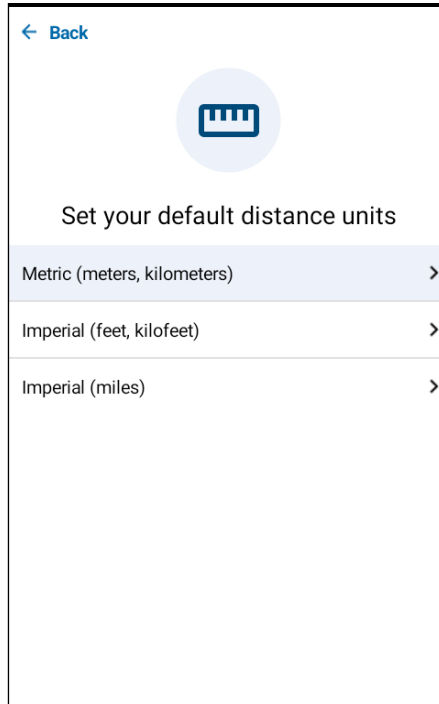 Back
Set your default distance units
Metric (meters, kilometers)
Imperial (feet, kilofeet)
Imperial (miles)